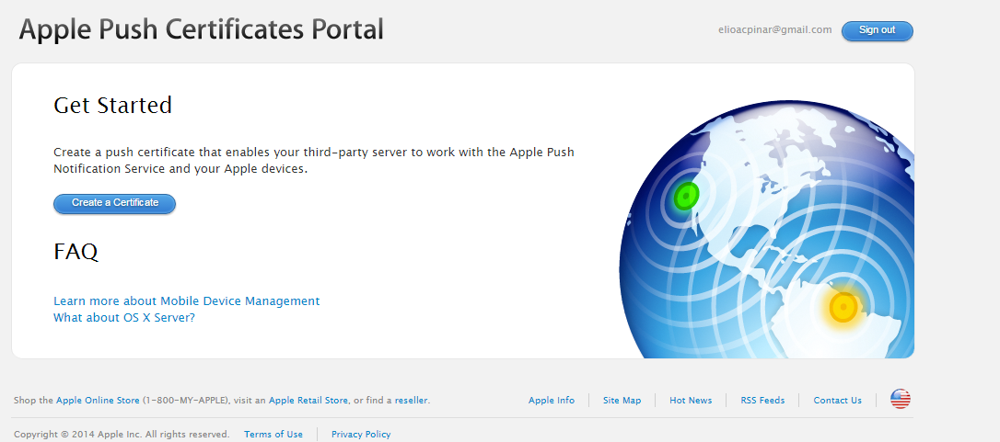 Apple Push Certificates Portal
elioacpinar@gmail.com Sign out
Get Started
Create a push certificate that enables your third-party server to work with the Apple Push
Notification Service and your Apple devices.
Create a Certificate
FAQ
Learn more about Mobile Device Management
What about OS X Server?
Shop the Apple Online Store (1-800-MY-APPLE), visit an Apple Retail Store, or find a reseller.
Apple Info Site Map Hot News RSS Feeds Contact Us
Copyright © 2014 Apple Inc. All rights reserved. Terms of Use Privacy Policy